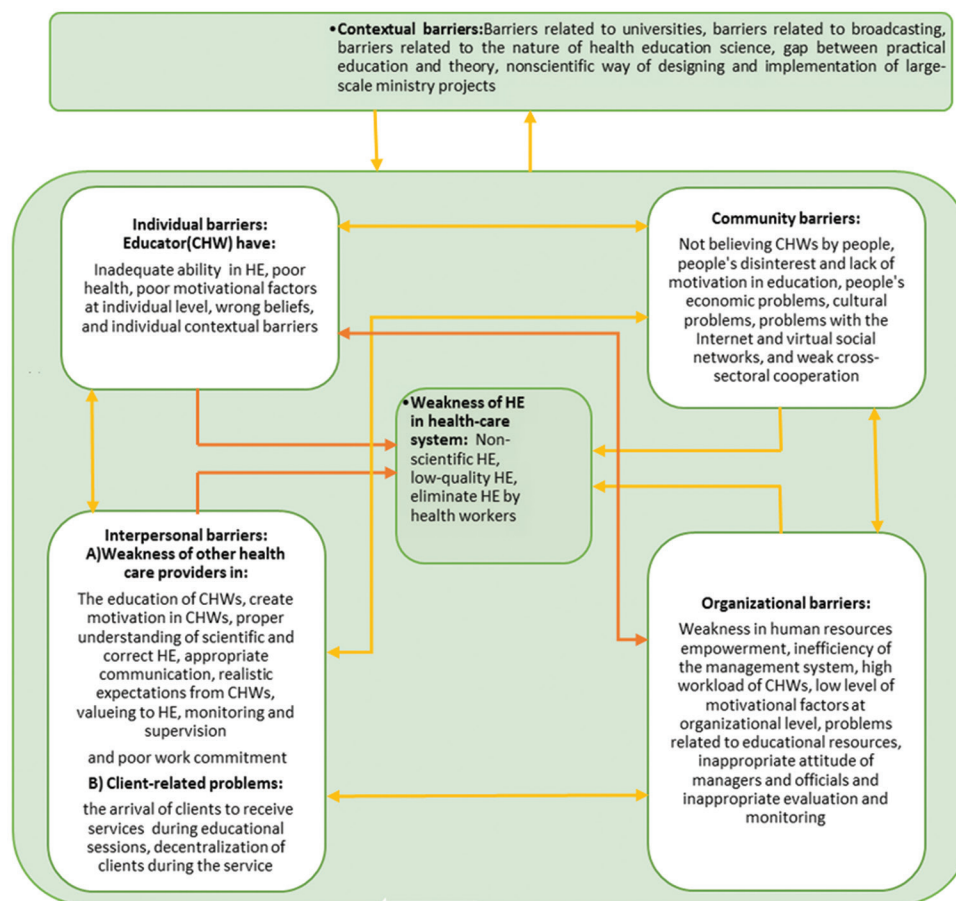 •Contextual barriers:Barriers related to universities, barriers related to broadcasting,
barriers related to the nature of health education science, gap between practical
education and theory, nonscientific way of designing and implementation of large-
scale ministry projects
Individual barriers:
Educator(CHW) have:
Inadequate ability in HE, poor
health, poor motivational factors
at individual level, wrong beliefs,
and individual contextual barriers
Community barriers:
Not believing CHWs by people,
people's disinterest and lack of
motivation in education, people's
economic problems, cultural
problems, problems with the
Internet and virtual social
networks, and weak cross-
sectoral cooperation
•Weakness of HE
in health-care
system: Non-
scientific HE,
low-quality HE,
eliminate HE by
health workers
Interpersonal barriers:
A)Weakness of other health
care providers in:
The education of CHWs, create
motivation in CHWs, proper
understanding of scientific and
correct HE, appropriate
communication, realistic
expectations from CHWs,
valueing to HE, monitoring and
supervision
and poor work commitment
B) Client-related problems:
the arrival of clients to receive
services during educational
sessions, decentralization of
clients during the service
Organizational barriers:
Weakness in human resources
empowerment, inefficiency of
the management system, high
workload of CHWs, low level of
motivational factors at
organizational level, problems
related to educational resources,
inappropriate attitude of
managers and officials and
inappropriate evaluation and
monitoring